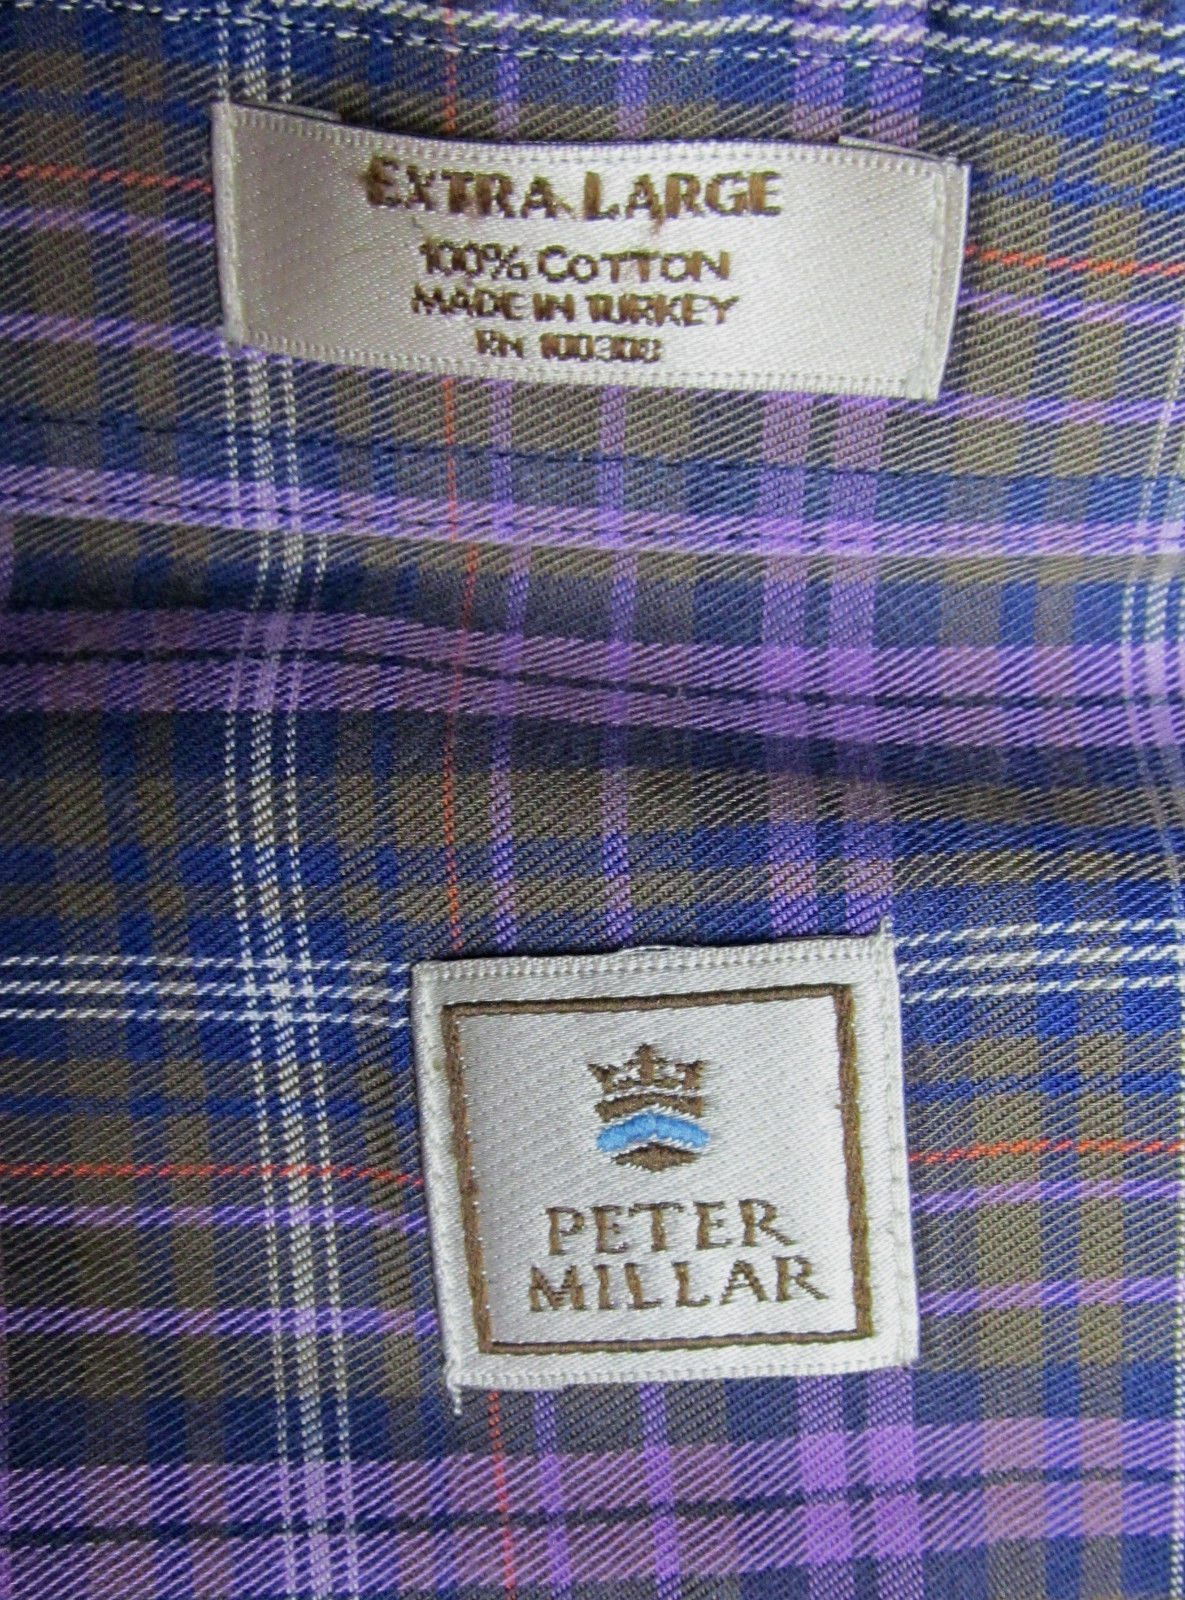 EXTRA LARGE
100% COTTON
MADE IN TURKEY
RN 100308
PETER
MILLAR